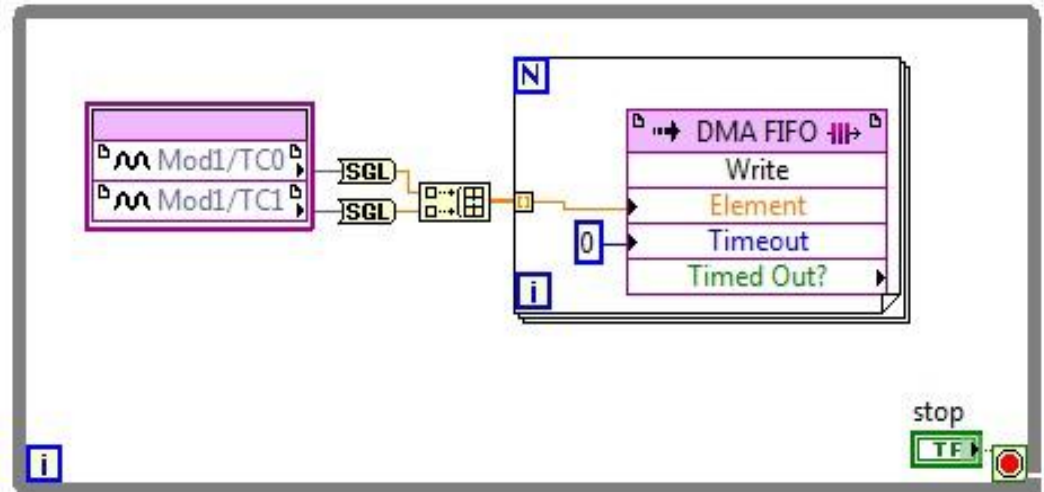 N
DMA FIFO
Mod1/TC0 SGL
Write
Mod1/TC1 SGL
Element
0 Timeout
i Timed Out?
stop
TF
i